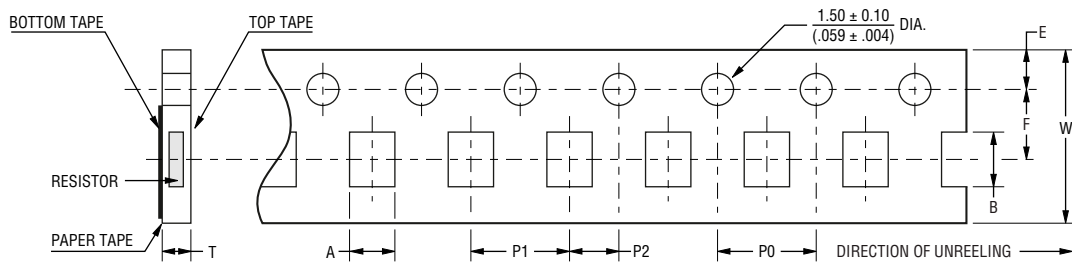 BOTTOM TAPE
TOP TAPE
1.50 ± 0.10
(.059 ± .004)
DIA.
E
F
W
RESISTOR
B
PAPER TAPE
T
A
P1
P2
P0
DIRECTION OF UNREELING